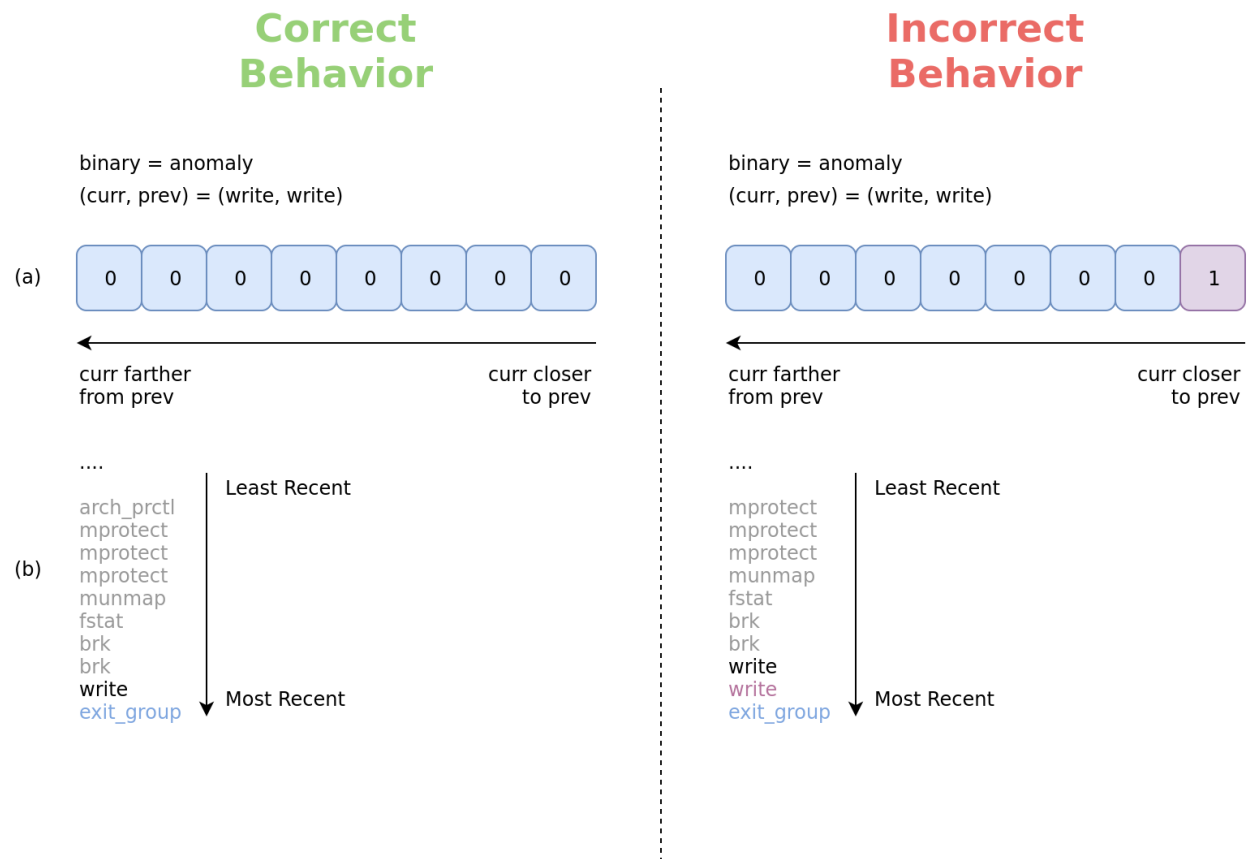 Correct
Behavior
binary = anomaly
(curr, prev) = (write, write)
(a)
0 0 0 0 0 0 0 0
curr farther
from prev
curr closer
to prev
(b)
....
arch_prctl
mprotect
mprotect
mprotect
munmap
fstat
brk
brk
write
exit_group
Least Recent
Most Recent
Incorrect
Behavior
binary = anomaly
(curr, prev) = (write, write)
0 0 0 0 0 0 0 1
curr farther
from prev
curr closer
to prev
....
mprotect
mprotect
mprotect
munmap
fstat
brk
brk
write
write
exit_group
Least Recent
Most Recent